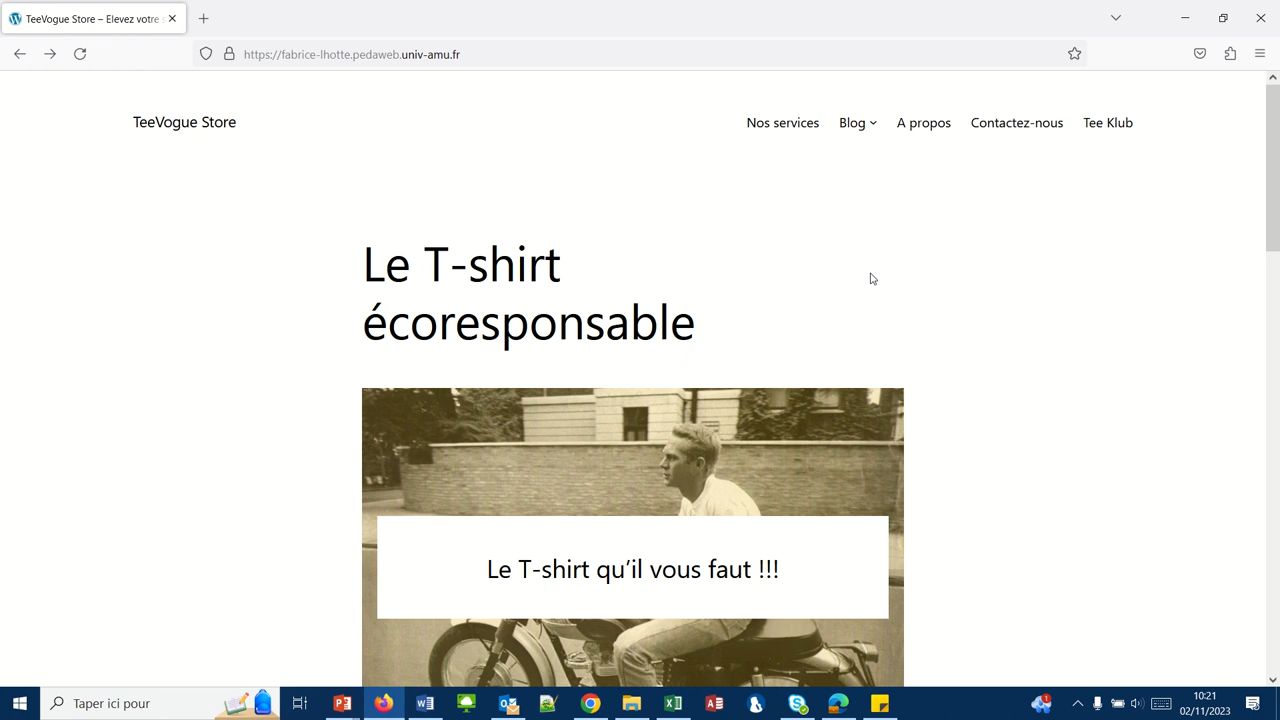 TeeVogue Store – Elevez votre s
https://fabrice-lhotte.pedaweb.univ-amu.fr
TeeVogue Store
Nos services
Blog
A propos
Contactez-nous
Tee Klub
Le T-shirt
écoresponsable
Le T-shirt qu’il vous faut !!!
Taper ici pour
1
10:21
02/11/2023